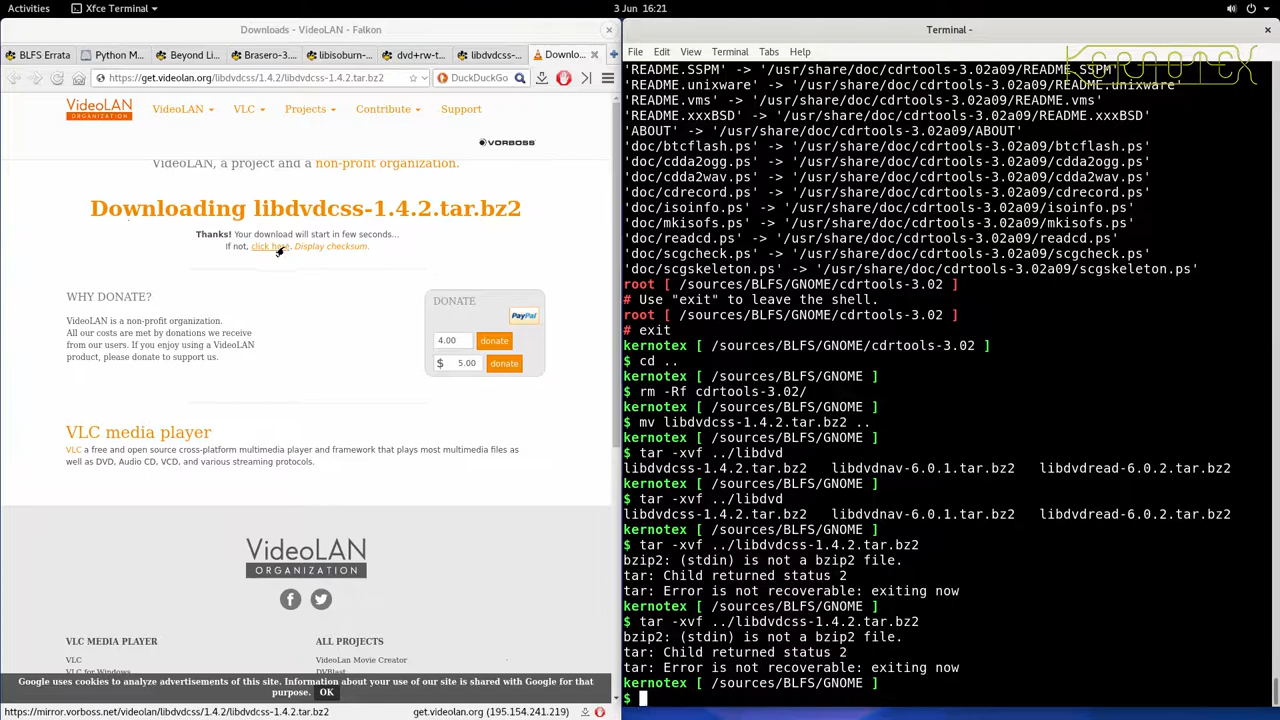 Activities
Xfce Terminal
3 Jun 16:21
Downloads - VideoLAN - Falkon
BLFS Errata
Python M...
Beyond Li...
Brasero-3....
libisoburn-...
dvd+rw-t...
libdvdcss-...
Downlo...
https://get.videolan.org/libdvdcss/1.4.2/libdvdcss-1.4.2.tar.bz2
DuckDuckGo
VideoLAN
ORGANIZATION
VideoLAN
VLC
Projects
Contribute
Support
VORBOSS
VideoLAN, a project and a non-profit organization.
Downloading libdvdcss-1.4.2.tar.bz2
Thanks! Your download will start in few seconds...
If not, click here. Display checksum.
WHY DONATE?
VideoLAN is a non-profit organization.
All our costs are met by donations we receive
from our users. If you enjoy using a VideoLAN
product, please donate to support us.
DONATE
PayPal
4.00
donate
$
5.00
donate
VLC media player
VLC a free and open source cross-platform multimedia player and framework that plays most multimedia files as
well as DVD, Audio CD, VCD, and various streaming protocols.
VideoLAN
ORGANIZATION
VLC MEDIA PLAYER
VLC
VLC for Windows
ALL PROJECTS
VideoLan Movie Creator
DVBlast
Google uses cookies to analyze advertisements of this site. Information about your use of our site is shared with Google for that
purpose.
OK
https://mirror.vorboss.net/videolan/libdvdcss/1.4.2/libdvdcss-1.4.2.tar.bz2
get.videolan.org (195.154.241.219)
Terminal -
File
Edit
View
Terminal
Tabs
Help
KERNOTEX
'README.SSPM' -> '/usr/share/doc/cdrtools-3.02a09/README.SSPM'
'README.unixware' -> '/usr/share/doc/cdrtools-3.02a09/README.unixware'
'README.vms' -> '/usr/share/doc/cdrtools-3.02a09/README.vms'
'README.xxxBSD' -> '/usr/share/doc/cdrtools-3.02a09/README.xxxBSD'
'ABOUT' -> '/usr/share/doc/cdrtools-3.02a09/ABOUT'
'doc/btcflash.ps' -> '/usr/share/doc/cdrtools-3.02a09/btcflash.ps'
'doc/cdda2ogg.ps' -> '/usr/share/doc/cdrtools-3.02a09/cdda2ogg.ps'
'doc/cdda2wav.ps' -> '/usr/share/doc/cdrtools-3.02a09/cdda2wav.ps'
'doc/cdrecord.ps' -> '/usr/share/doc/cdrtools-3.02a09/cdrecord.ps'
'doc/isoinfo.ps' -> '/usr/share/doc/cdrtools-3.02a09/isoinfo.ps'
'doc/mkisofs.ps' -> '/usr/share/doc/cdrtools-3.02a09/mkisofs.ps'
'doc/readcd.ps' -> '/usr/share/doc/cdrtools-3.02a09/readcd.ps'
'doc/scgcheck.ps' -> '/usr/share/doc/cdrtools-3.02a09/scgcheck.ps'
'doc/scgskeleton.ps' -> '/usr/share/doc/cdrtools-3.02a09/scgskeleton.ps'
root [ /sources/BLFS/GNOME/cdrtools-3.02 ]
# Use "exit" to leave the shell.
root [ /sources/BLFS/GNOME/cdrtools-3.02 ]
# exit
kernotex [ /sources/BLFS/GNOME/cdrtools-3.02 ]
$ cd ..
kernotex [ /sources/BLFS/GNOME ]
$ rm -Rf cdrtools-3.02/
kernotex [ /sources/BLFS/GNOME ]
$ mv libdvdcss-1.4.2.tar.bz2 ..
kernotex [ /sources/BLFS/GNOME ]
$ tar -xvf ../libdvd
libdvdcss-1.4.2.tar.bz2 libdvdnav-6.0.1.tar.bz2 libdvdread-6.0.2.tar.bz2
kernotex [ /sources/BLFS/GNOME ]
$ tar -xvf ../libdvd
libdvdcss-1.4.2.tar.bz2 libdvdnav-6.0.1.tar.bz2 libdvdread-6.0.2.tar.bz2
kernotex [ /sources/BLFS/GNOME ]
$ tar -xvf ../libdvdcss-1.4.2.tar.bz2
bzip2: (stdin) is not a bzip2 file.
tar: Child returned status 2
tar: Error is not recoverable: exiting now
kernotex [ /sources/BLFS/GNOME ]
$ tar -xvf ../libdvdcss-1.4.2.tar.bz2
bzip2: (stdin) is not a bzip2 file.
tar: Child returned status 2
tar: Error is not recoverable: exiting now
kernotex [ /sources/BLFS/GNOME ]
$